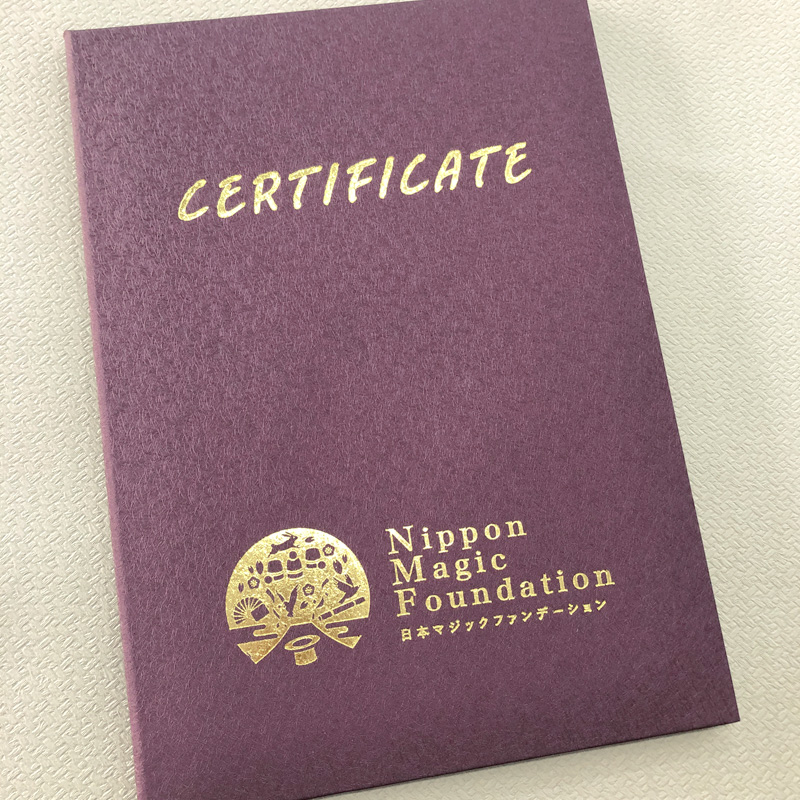 CERTIFICATE
Nippon
Magic
Foundation
日本マジックファンデーション